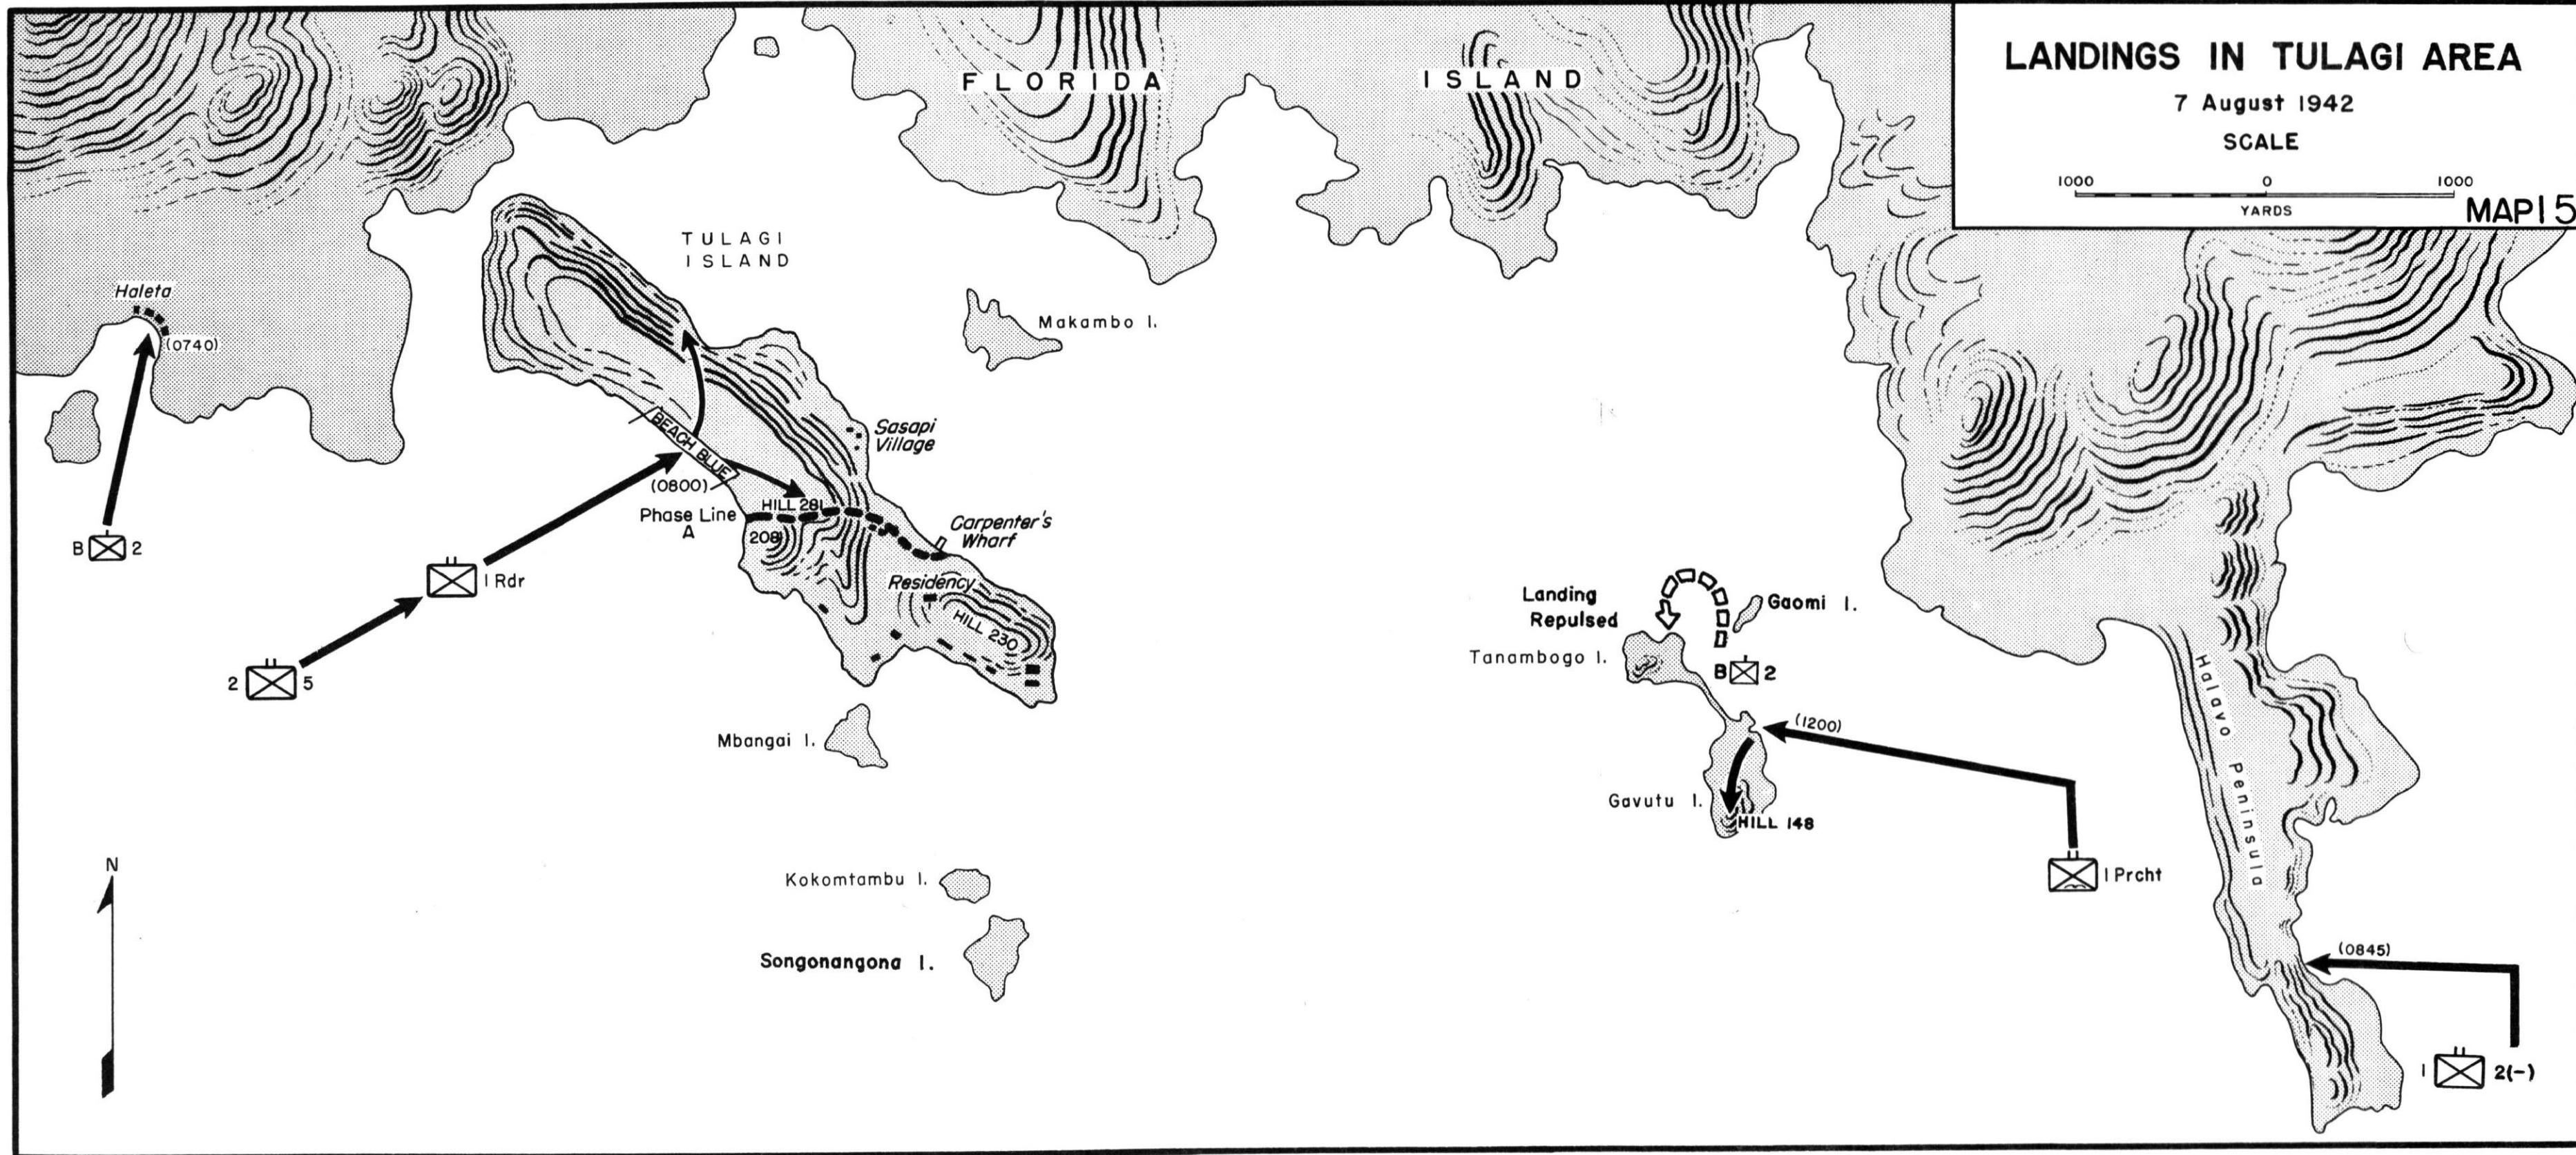 LANDINGS IN TULAGI AREA
7 August 1942
SCALE
1000 0 1000
YARDS
MAP15
FLORIDA ISLAND
TULAGI
ISLAND
Haleta
(0740)
Makambo I.
BEACH BLUE
Sasapi
Village
(0800)
HILL 281
Phase Line
A
208
Carpenter's
Wharf
B 2
1 Rdr
Residency
HILL 230
2 5
Landing
Repulsed
Gaomi I.
Tanambogo I.
B 2
Halavo Peninsula
Mbangai I.
(1200)
Gavutu I.
HILL 148
N
Kokomtambu I.
1 Prcht
Songonangona I.
(0845)
1 2(-)